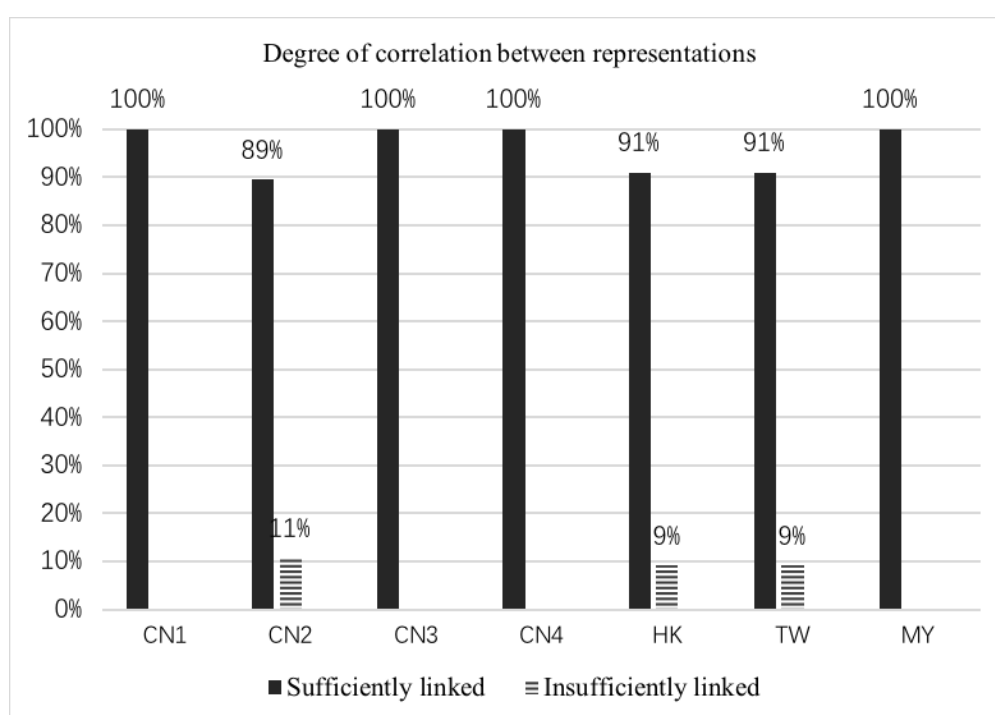 Degree of correlation between representations
100% 100% 100% 100%
100%
89% 91% 91%
90%
80%
70%
60%
50%
40%
30%
20%
11% 9% 9%
10%
0%
CN1 CN2 CN3 CN4 HK TW MY
Sufficiently linked Insufficiently linked